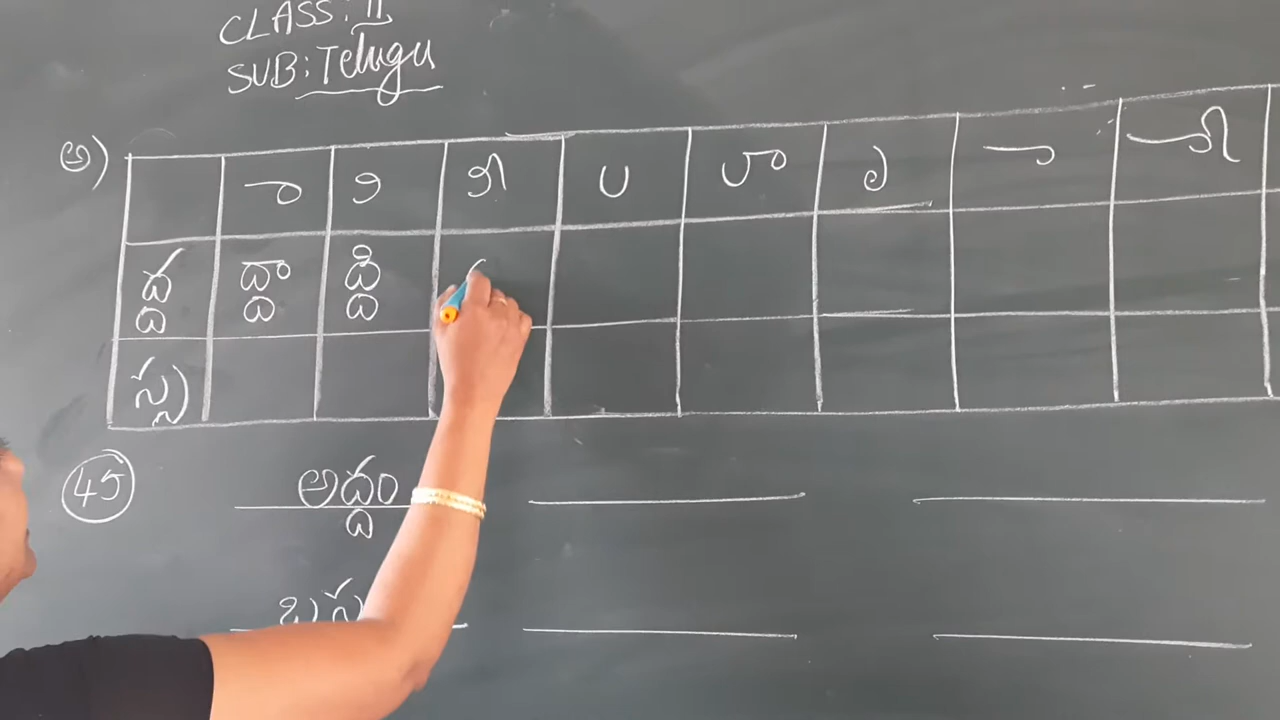 CLASS: II
SUB: Telugu
అ)
ా ి ీ ు ూ ె ా ో
ద్ద ద్దా ద్ది
స్స
45
అద్దం